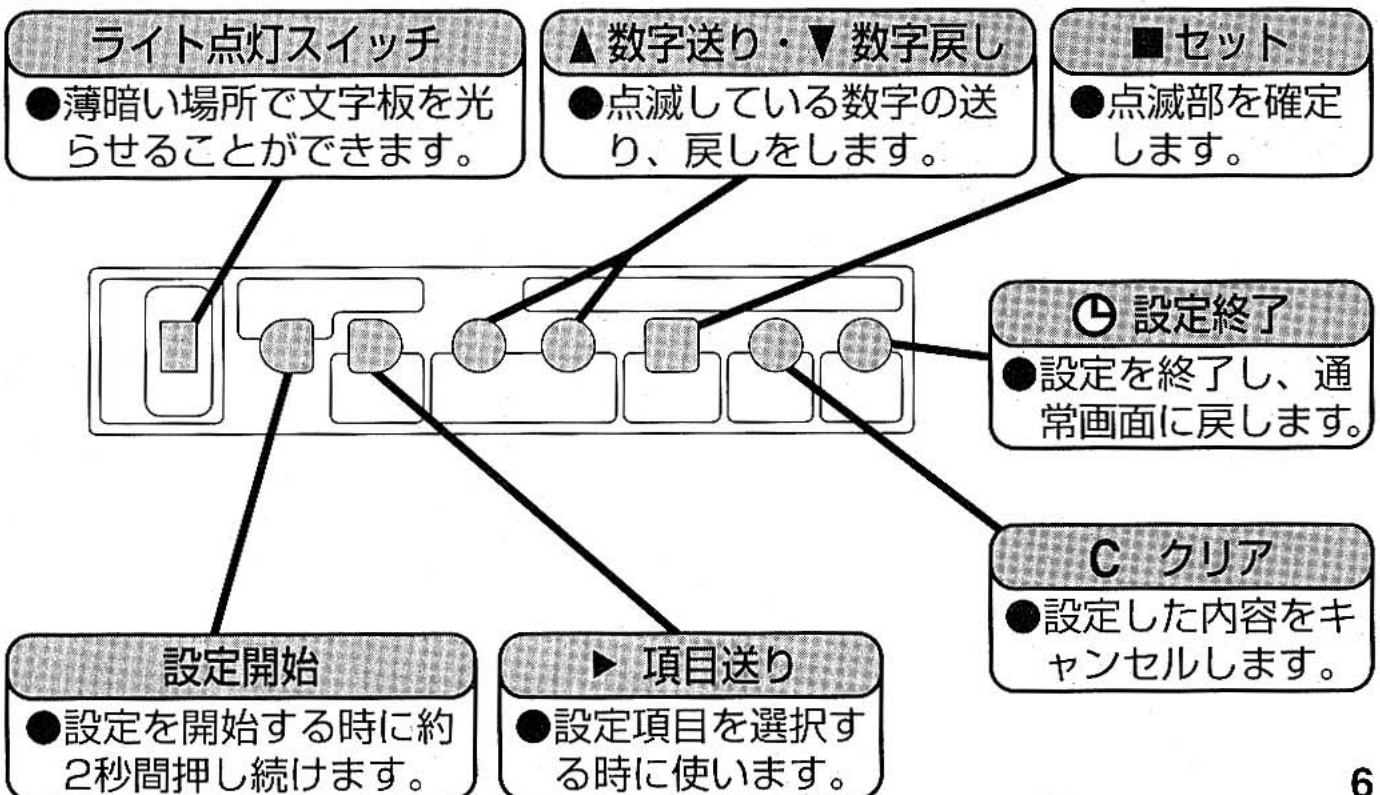 ライト点灯スイッチ
●薄暗い場所で文字板を光
らせることができます。
▲数字送り・▼数字戻し
●点滅している数字の送
り、戻しをします。
■セット
●点滅部を確定
します。
設定終了
●設定を終了し、通
常画面に戻します。
C クリア
●設定した内容をキ
ャンセルします。
設定開始
●設定を開始する時に約
2秒間押し続けます。
▶ 項目送り
●設定項目を選択す
る時に使います。
6